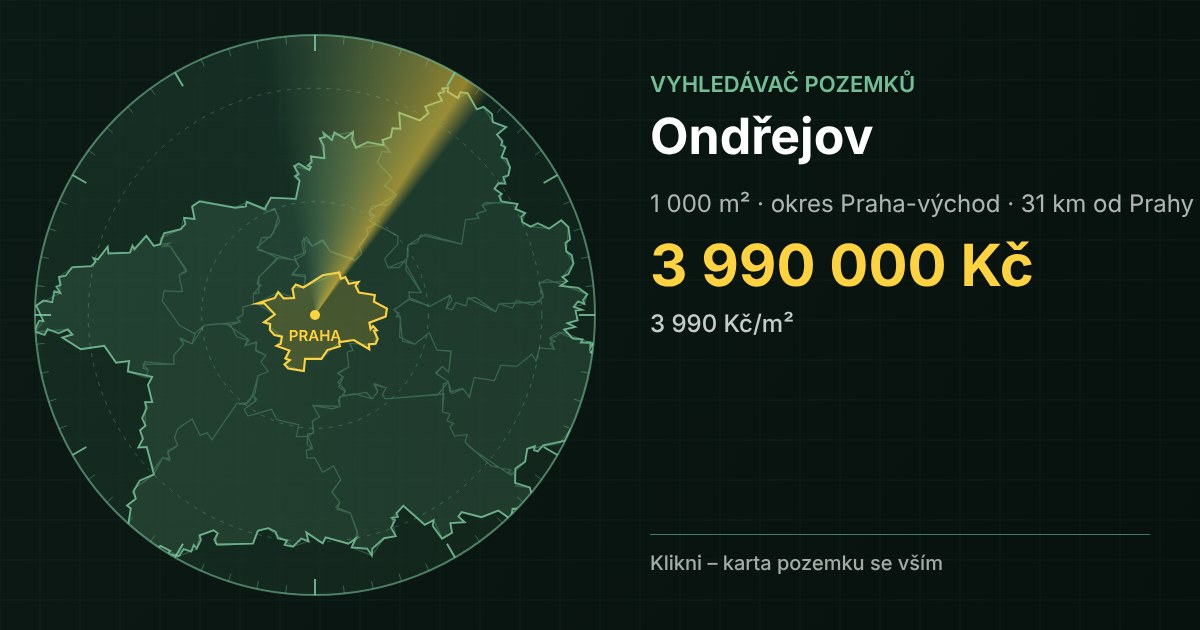 VYHLEDÁVAČ POZEMKŮ
Ondřejov
1 000 m² · okres Praha-východ · 31 km od Prahy
3 990 000 Kč
3 990 Kč/m²
PRAHA
Klikni – karta pozemku se vším